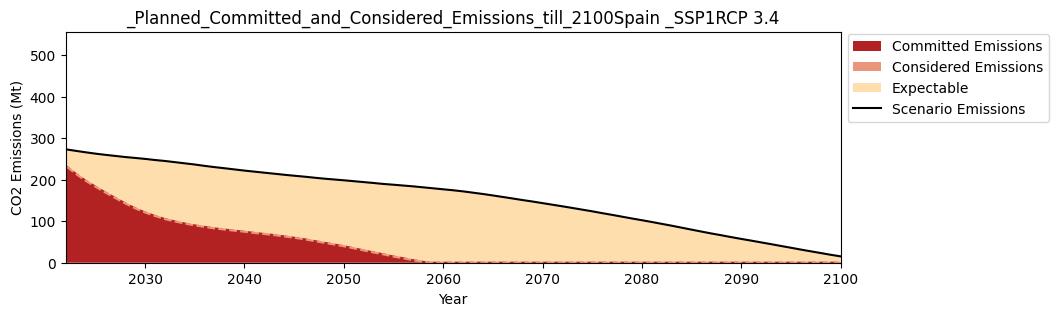 _Planned_Committed_and_Considered_Emissions_till_2100Spain _SSP1RCP 3.4
500
400
300
200
100
0
CO2 Emissions (Mt)
2030 2040 2050 2060 2070 2080 2090 2100
Year
Committed Emissions
Considered Emissions
Expectable
Scenario Emissions